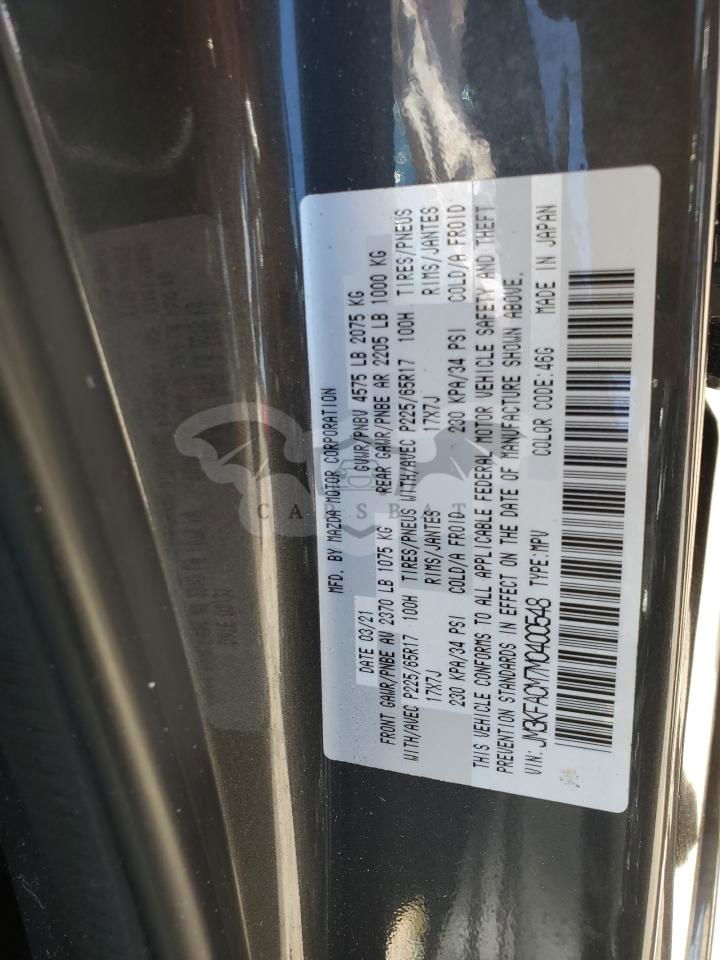 MFD. BY MAZDA MOTOR CORPORATION
DATE 03/21 GVWR/PNBV 4575 LB 2075 KG
FRONT GAWR/PNBE AV 2370 LB 1075 KG REAR GAWR/PNBE AR 2205 LB 1000 KG
WITH/AVEC P225/65R17 100H TIRES/PNEUS WITH/AVEC P225/65R17 100H TIRES/PNEUS
17X7J RIMS/JANTES 17X7J RIMS/JANTES
230 KPA/34 PSI COLD/A FROID 230 KPA/34 PSI COLD/A FROID
THIS VEHICLE CONFORMS TO ALL APPLICABLE FEDERAL MOTOR VEHICLE SAFETY AND THEFT
PREVENTION STANDARDS IN EFFECT ON THE DATE OF MANUFACTURE SHOWN ABOVE.
VIN: JM3KFACM7M0400548 TYPE:MPV COLOR CODE:46G MADE IN JAPAN
CARSBAT